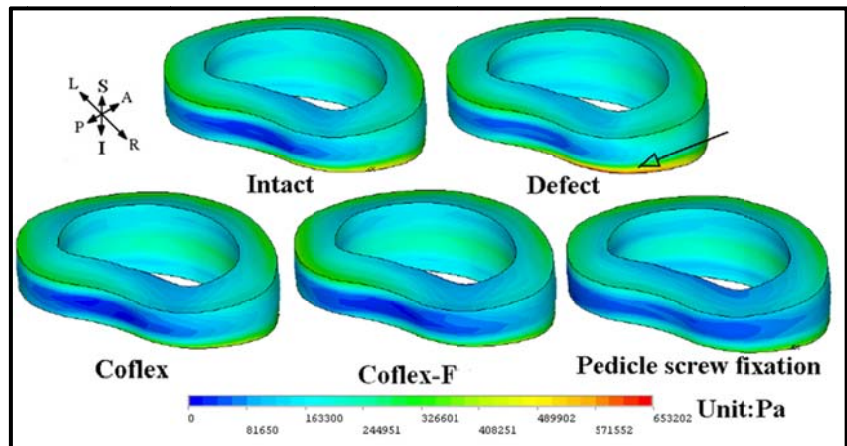 L S A
P I R
Intact
Defect
Coflex
Coflex-F
Pedicle screw fixation
0 163300 326601 489902 653202
81650 244951 408251 571552
Unit:Pa